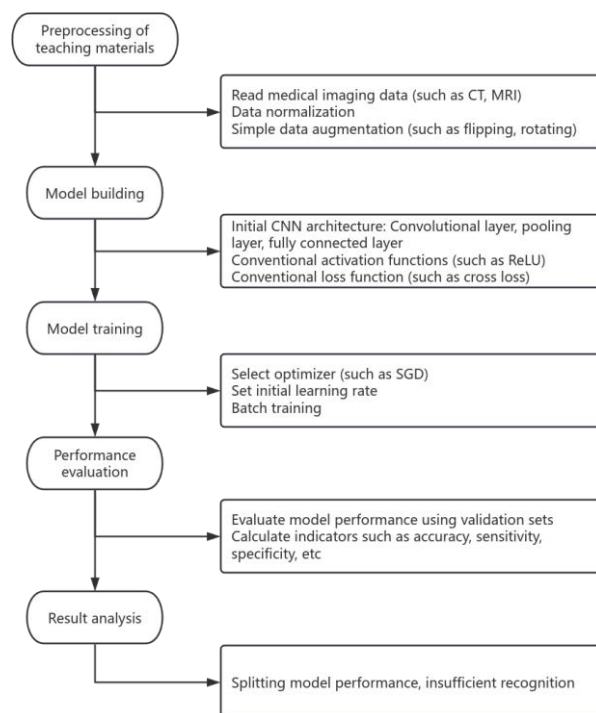 Preprocessing of
teaching materials
Read medical imaging data (such as CT, MRI)
Data normalization
Simple data augmentation (such as flipping, rotating)
Model building
Initial CNN architecture: Convolutional layer, pooling
layer, fully connected layer
Conventional activation functions (such as ReLU)
Conventional loss function (such as cross loss)
Model training
Select optimizer (such as SGD)
Set initial learning rate
Batch training
Performance
evaluation
Evaluate model performance using validation sets
Calculate indicators such as accuracy, sensitivity,
specificity, etc
Result analysis
Splitting model performance, insufficient recognition